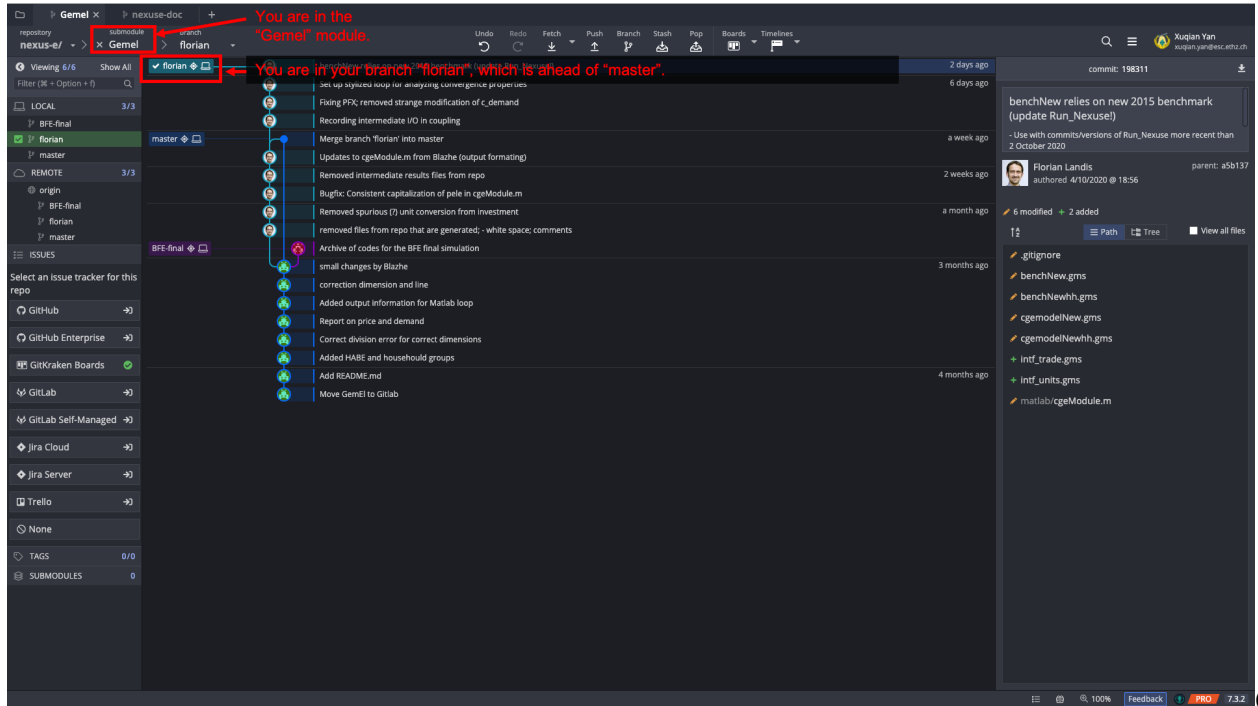 Gemel ×
nexuse-doc
+
You are in the
"Gemel" module.
repository
nexus-e/
submodule
× Gemel
branch
florian
Undo
Redo
Fetch
Push
Branch
Stash
Pop
Boards
Timelines
Xuqian Yan
xuqian.yan@esc.ethz.ch
Viewing 6/6
Show All
Filter (⌘ + Option + f)
LOCAL 3/3
BFE-final
florian
master
REMOTE 3/3
origin
BFE-final
florian
master
ISSUES
Select an issue tracker for this
repo
GitHub
GitHub Enterprise
GitKraken Boards
GitLab
GitLab Self-Managed
Jira Cloud
Jira Server
Trello
None
TAGS 0/0
SUBMODULES 0
florian
You are in your branch "florian", which is ahead of "master".
benchNew relies on new 2015 benchmark (update Run_Nexuse!)
2 days ago
Set up stylized loop for analyzing convergence properties
6 days ago
Fixing PFX; removed strange modification of c_demand
Recording intermediate I/O in coupling
master
Merge branch 'florian' into master
a week ago
Updates to cgeModule.m from Blazhe (output formating)
Removed intermediate results files from repo
2 weeks ago
Bugfix: Consistent capitalization of pele in cgeModule.m
Removed spurious (?) unit conversion from investment
a month ago
removed files from repo that are generated; - white space; comments
BFE-final
Archive of codes for the BFE final simulation
small changes by Blazhe
3 months ago
correction dimension and line
Added output information for Matlab loop
Report on price and demand
Correct division error for correct dimensions
Added HABE and househould groups
Add README.md
4 months ago
Move GemEl to Gitlab
commit: 198311
benchNew relies on new 2015 benchmark
(update Run_Nexuse!)
- Use with commits/versions of Run_Nexuse more recent than
2 October 2020
Florian Landis
authored 4/10/2020 @ 18:56
parent: a5b137
6 modified + 2 added
Path
Tree
View all files
.gitignore
benchNew.gms
benchNewhh.gms
cgemodelNew.gms
cgemodelNewhh.gms
+ intf_trade.gms
+ intf_units.gms
matlab/cgeModule.m
100%
Feedback
PRO
7.3.2